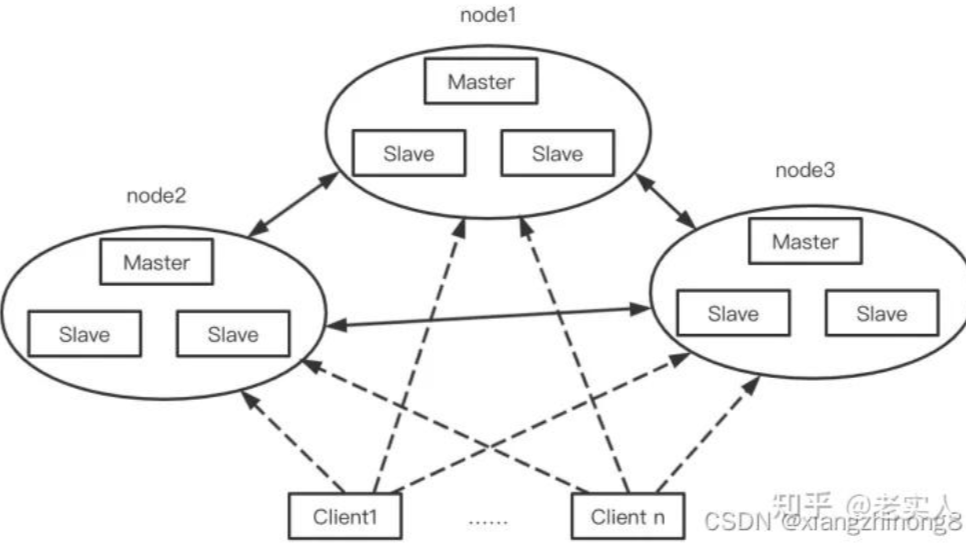 node1
Master
Slave
Slave
node2
Master
Slave
Slave
node3
Master
Slave
Slave
Client1
......
Client n
知乎 @老实人
CSDN @xiangzhihong8